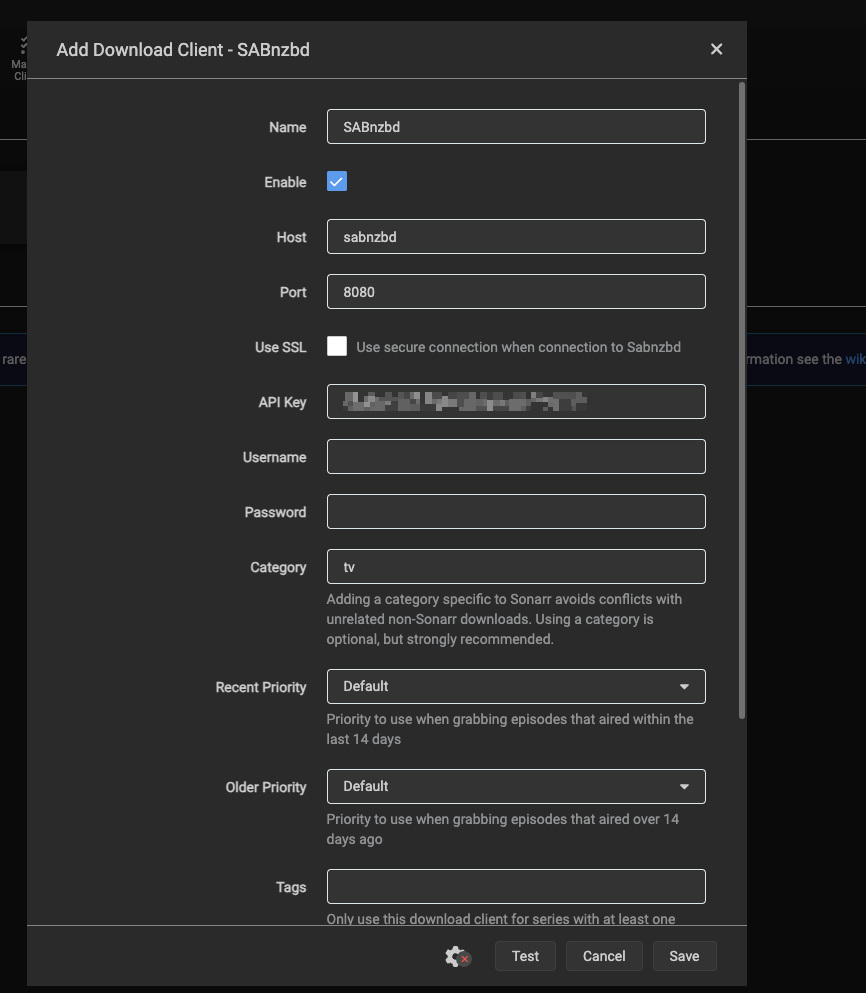 Add Download Client - SABnzbd
Ma
Cli
Name
SABnzbd
Enable
Host
sabnzbd
Port
8080
Use SSL
Use secure connection when connection to Sabnzbd
rare
rmation see the wik
API Key
Username
Password
Category
tv
Adding a category specific to Sonarr avoids conflicts with
unrelated non-Sonarr downloads. Using a category is
optional, but strongly recommended.
Recent Priority
Default
Priority to use when grabbing episodes that aired within the
last 14 days
Older Priority
Default
Priority to use when grabbing episodes that aired over 14
days ago
Tags
Only use this download client for series with at least one
Test
Cancel
Save